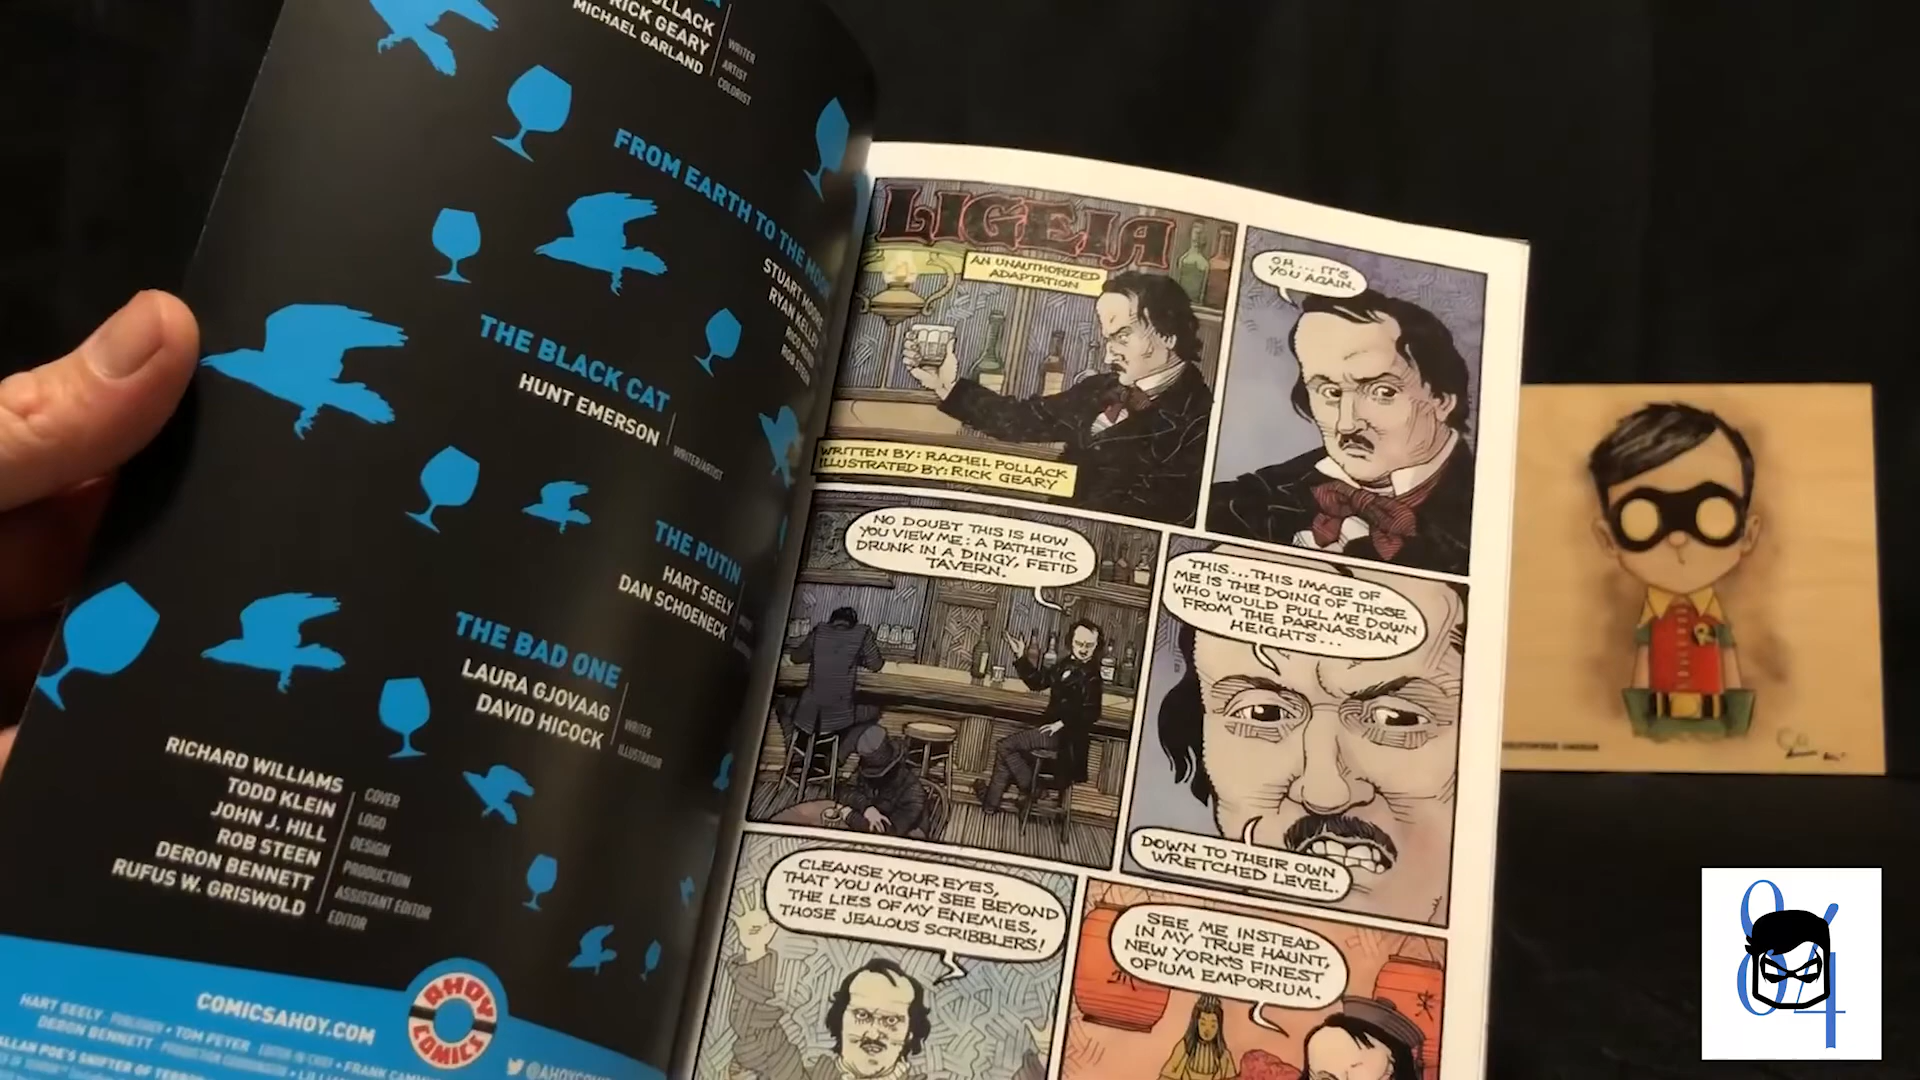 RICK GEARY
MICHAEL GARLAND
WRITER
ARTIST
COLORIST
FROM EARTH TO THE
STUART
RYAN
THE BLACK CAT
HUNT EMERSON
WRITER/ARTIST
THE PUTIN
HART SEELY
DAN SCHOENECK
THE BAD ONE
LAURA GJOVAAG
DAVID HICOCK
WRITER
ILLUSTRATOR
RICHARD WILLIAMS
TODD KLEIN
JOHN J. HILL
ROB STEEN
DERON BENNETT
RUFUS W. GRISWOLD
COVER
LOGO
DESIGN
PRODUCTION
ASSISTANT EDITOR
EDITOR
COMICSAHOY.COM
AHOY
COMICS
HART SEELY PUBLISHER • TOM PEYER EDITOR IN CHIEF • FRANK
DERON BENNETT PRODUCTION COORDINATOR
LIGEIA
AN UNAUTHORIZED
ADAPTATION
WRITTEN BY: RACHEL POLLACK
ILLUSTRATED BY: RICK GEARY
OH... IT'S
YOU AGAIN.
NO DOUBT THIS IS HOW
YOU VIEW ME: A PATHETIC
DRUNK IN A DINGY, FETID
TAVERN.
THIS... THIS IMAGE OF
ME IS THE DOING OF THOSE
WHO WOULD PULL ME DOWN
FROM THE PARNASSIAN
HEIGHTS...
DOWN TO THEIR OWN
WRETCHED LEVEL.
CLEANSE YOUR EYES,
THAT YOU MIGHT SEE BEYOND
THE LIES OF MY ENEMIES,
THOSE JEALOUS SCRIBBLERS!
SEE ME INSTEAD
IN MY TRUE HAUNT,
NEW YORK'S FINEST
OPIUM EMPORIUM.
R